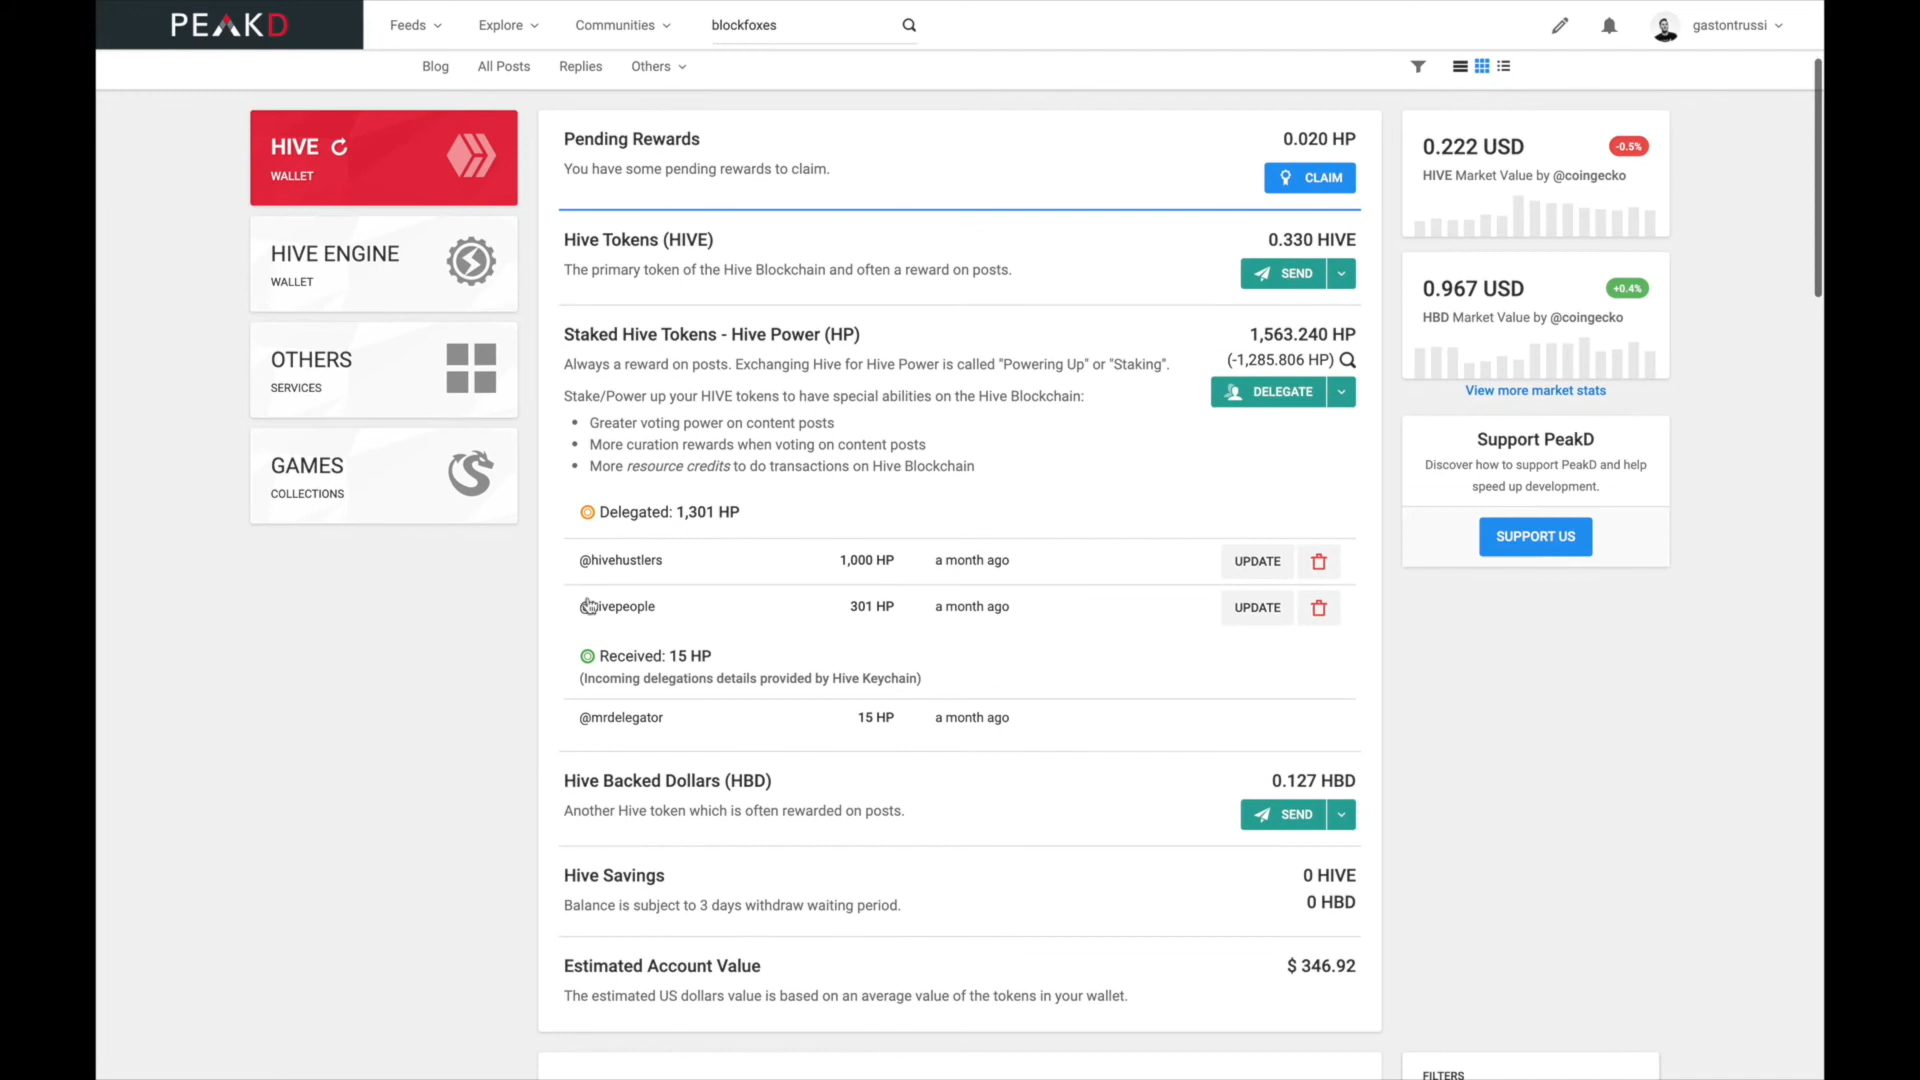 PEAKD
Feeds
Explore
Communities
blockfoxes
gastontrussi
Blog
All Posts
Replies
Others
HIVE
WALLET
HIVE ENGINE
WALLET
OTHERS
SERVICES
GAMES
COLLECTIONS
Pending Rewards
0.020 HP
You have some pending rewards to claim.
CLAIM
Hive Tokens (HIVE)
0.330 HIVE
The primary token of the Hive Blockchain and often a reward on posts.
SEND
Staked Hive Tokens - Hive Power (HP)
1,563.240 HP
Always a reward on posts. Exchanging Hive for Hive Power is called "Powering Up" or "Staking".
(-1,285.806 HP)
DELEGATE
Stake/Power up your HIVE tokens to have special abilities on the Hive Blockchain:
• Greater voting power on content posts
• More curation rewards when voting on content posts
• More resource credits to do transactions on Hive Blockchain
Delegated: 1,301 HP
@hivehustlers 1,000 HP a month ago UPDATE
ivepeople 301 HP a month ago UPDATE
Received: 15 HP
(Incoming delegations details provided by Hive Keychain)
@mrdelegator 15 HP a month ago
Hive Backed Dollars (HBD)
0.127 HBD
Another Hive token which is often rewarded on posts.
SEND
Hive Savings
0 HIVE
Balance is subject to 3 days withdraw waiting period.
0 HBD
Estimated Account Value
$ 346.92
The estimated US dollars value is based on an average value of the tokens in your wallet.
0.222 USD
-0.5%
HIVE Market Value by @coingecko
0.967 USD
+0.4%
HBD Market Value by @coingecko
View more market stats
Support PeakD
Discover how to support PeakD and help
speed up development.
SUPPORT US
FILTERS